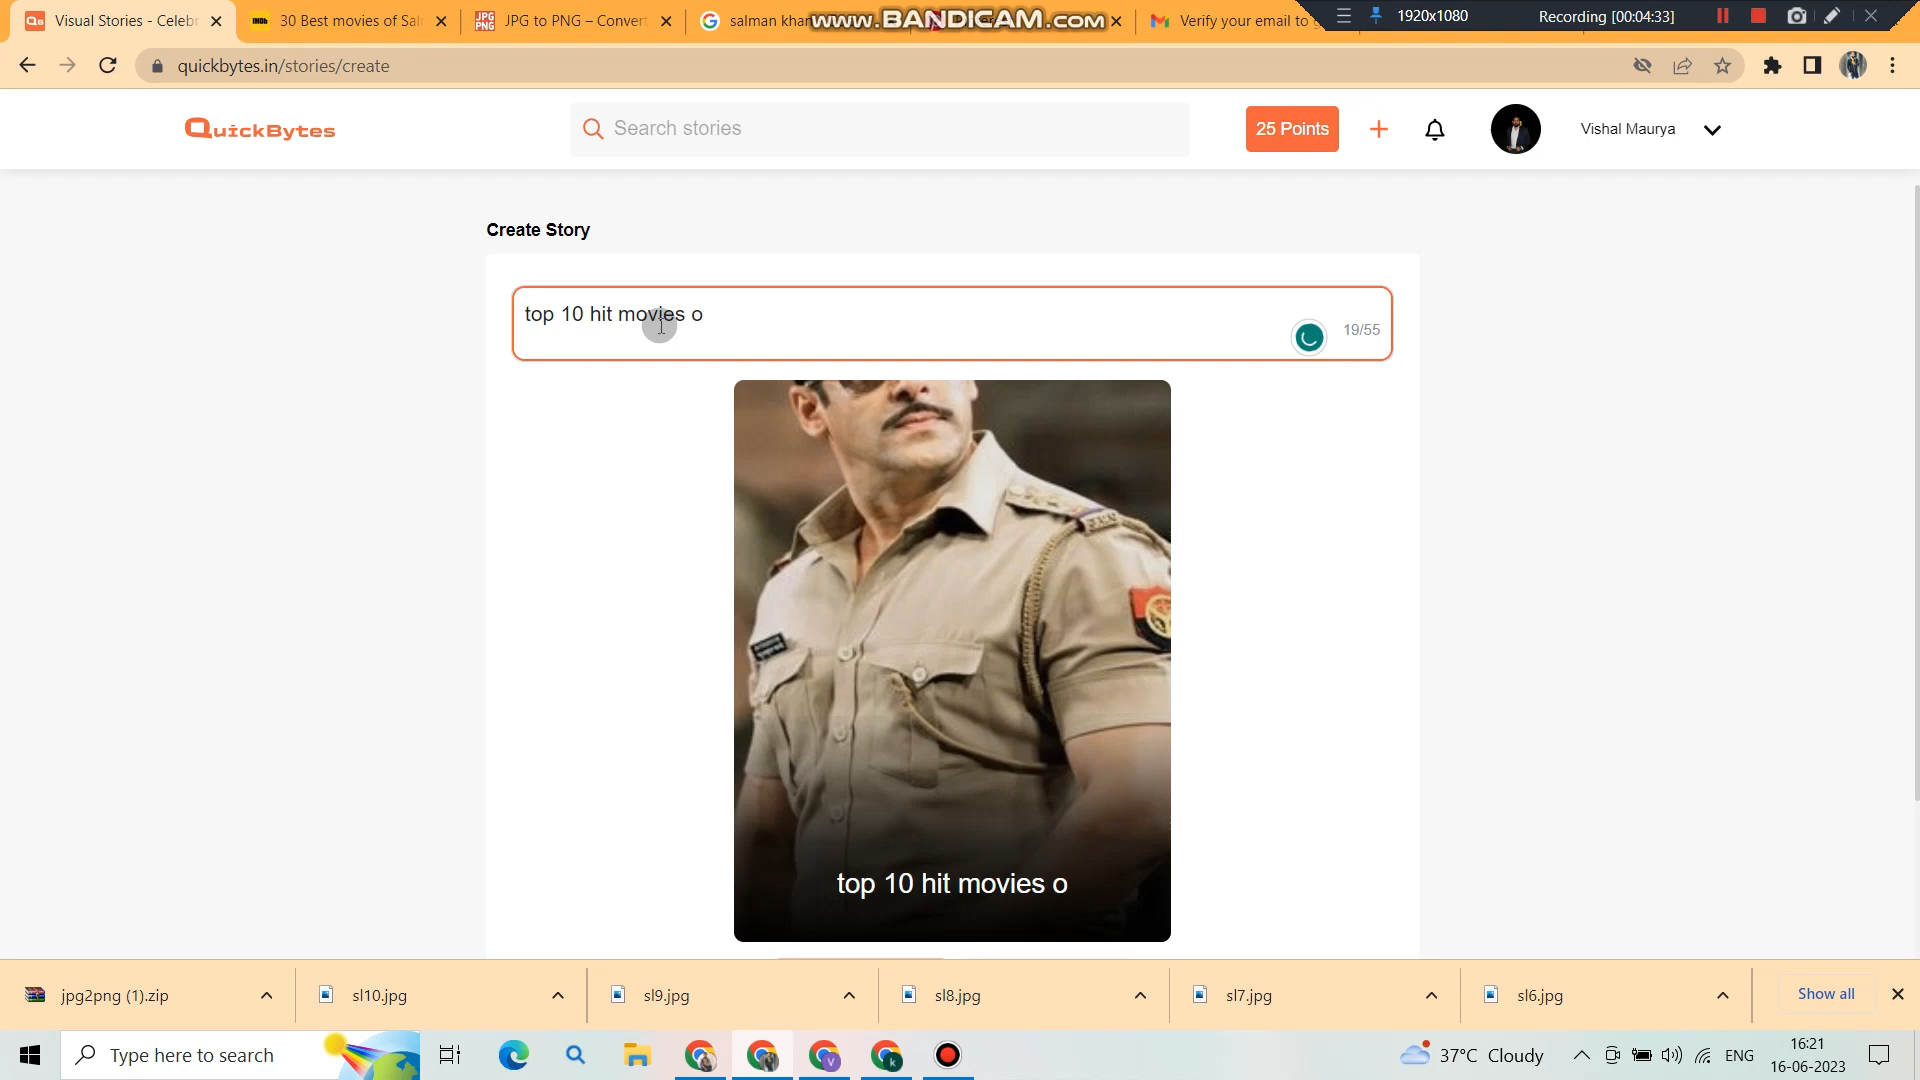 Visual Stories - Celebr
30 Best movies of Sal
JPG to PNG – Convert
salman khan
www.BANDICAM.com
Verify your email to
1920x1080
Recording [00:04:33]
quickbytes.in/stories/create
QuickBytes
Search stories
25 Points
Vishal Maurya
Create Story
top 10 hit movies o
19/55
top 10 hit movies o
jpg2png (1).zip
sl10.jpg
sl9.jpg
sl8.jpg
sl7.jpg
sl6.jpg
Show all
Type here to search
37°C Cloudy
ENG
16:21
16-06-2023